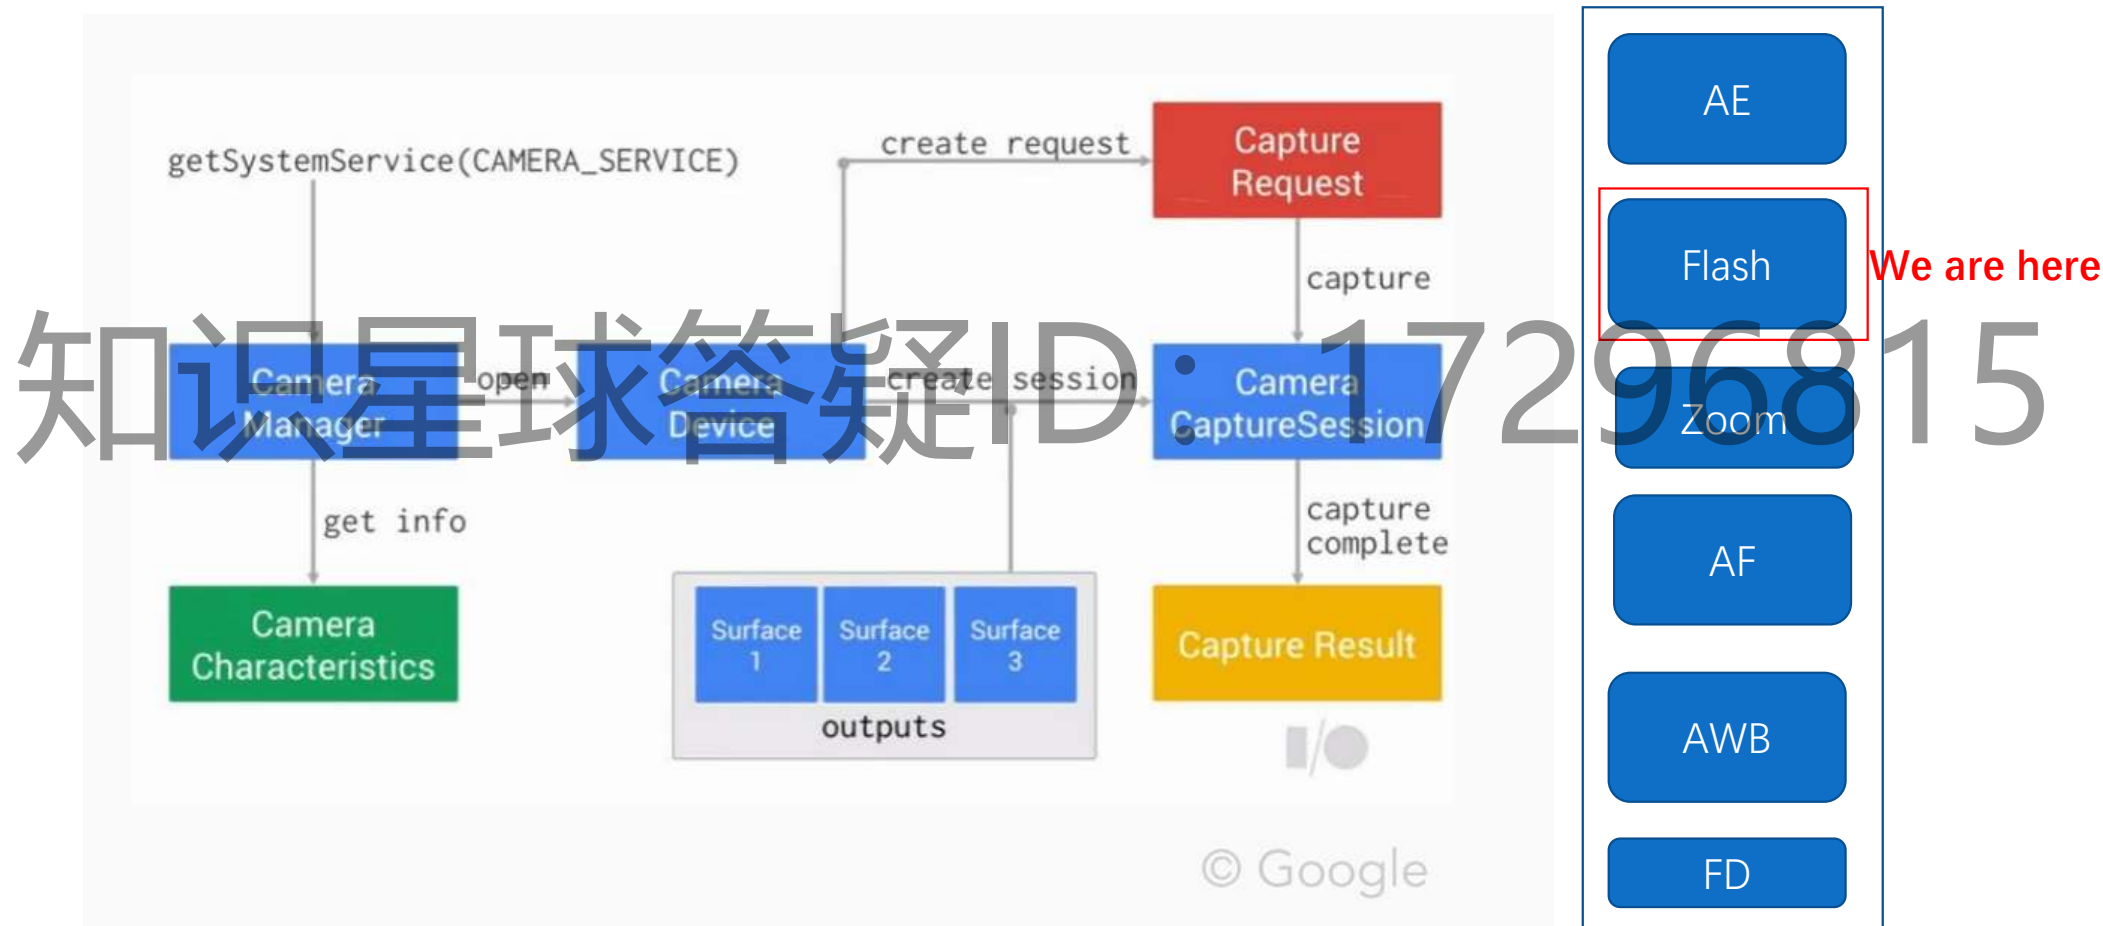 getSystemService(CAMERA_SERVICE)
create request
Capture
Request
capture
Camera
Manager
open
Camera
Device
create session
Camera
CaptureSession
get info
capture
complete
Camera
Characteristics
Surface
1
Surface
2
Surface
3
outputs
Capture Result
I/O
© Google
AE
Flash
We are here
Zoom
AF
AWB
FD
知识星球答疑ID：17296815